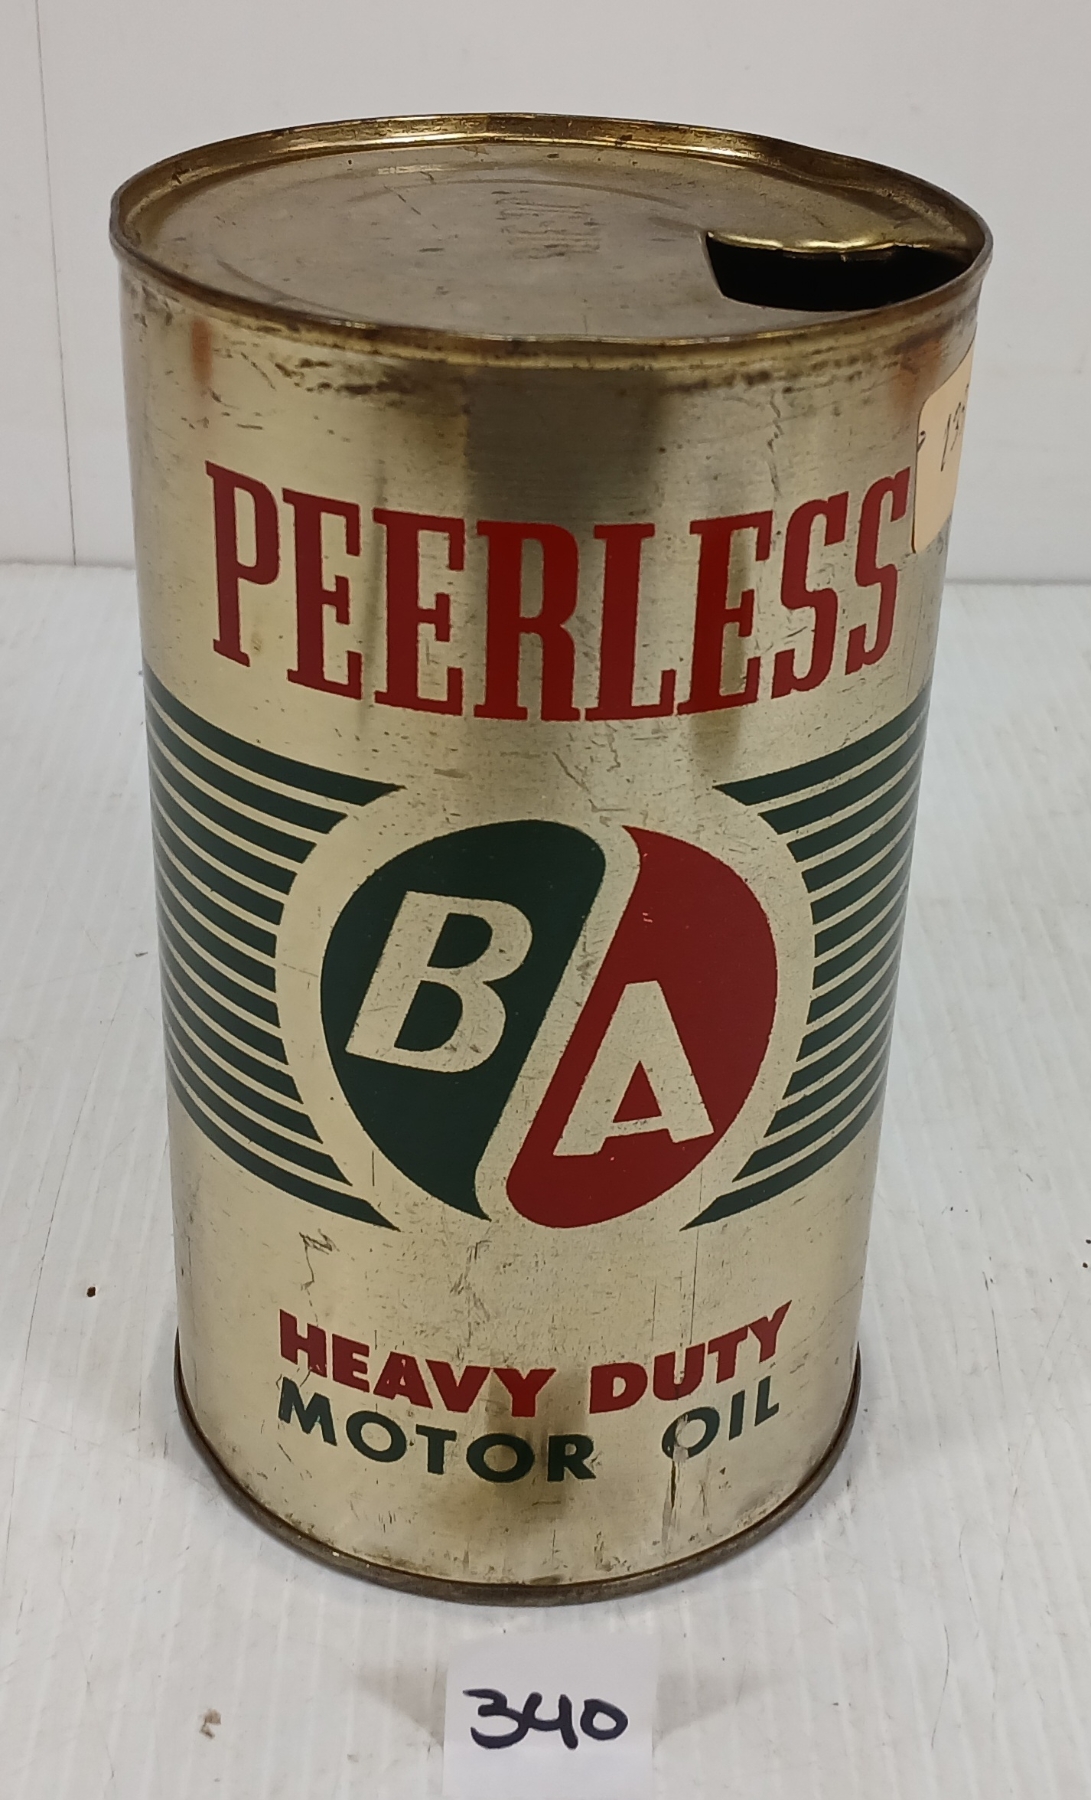 PEERLESS
BA
HEAVY DUTY
MOTOR OIL
340